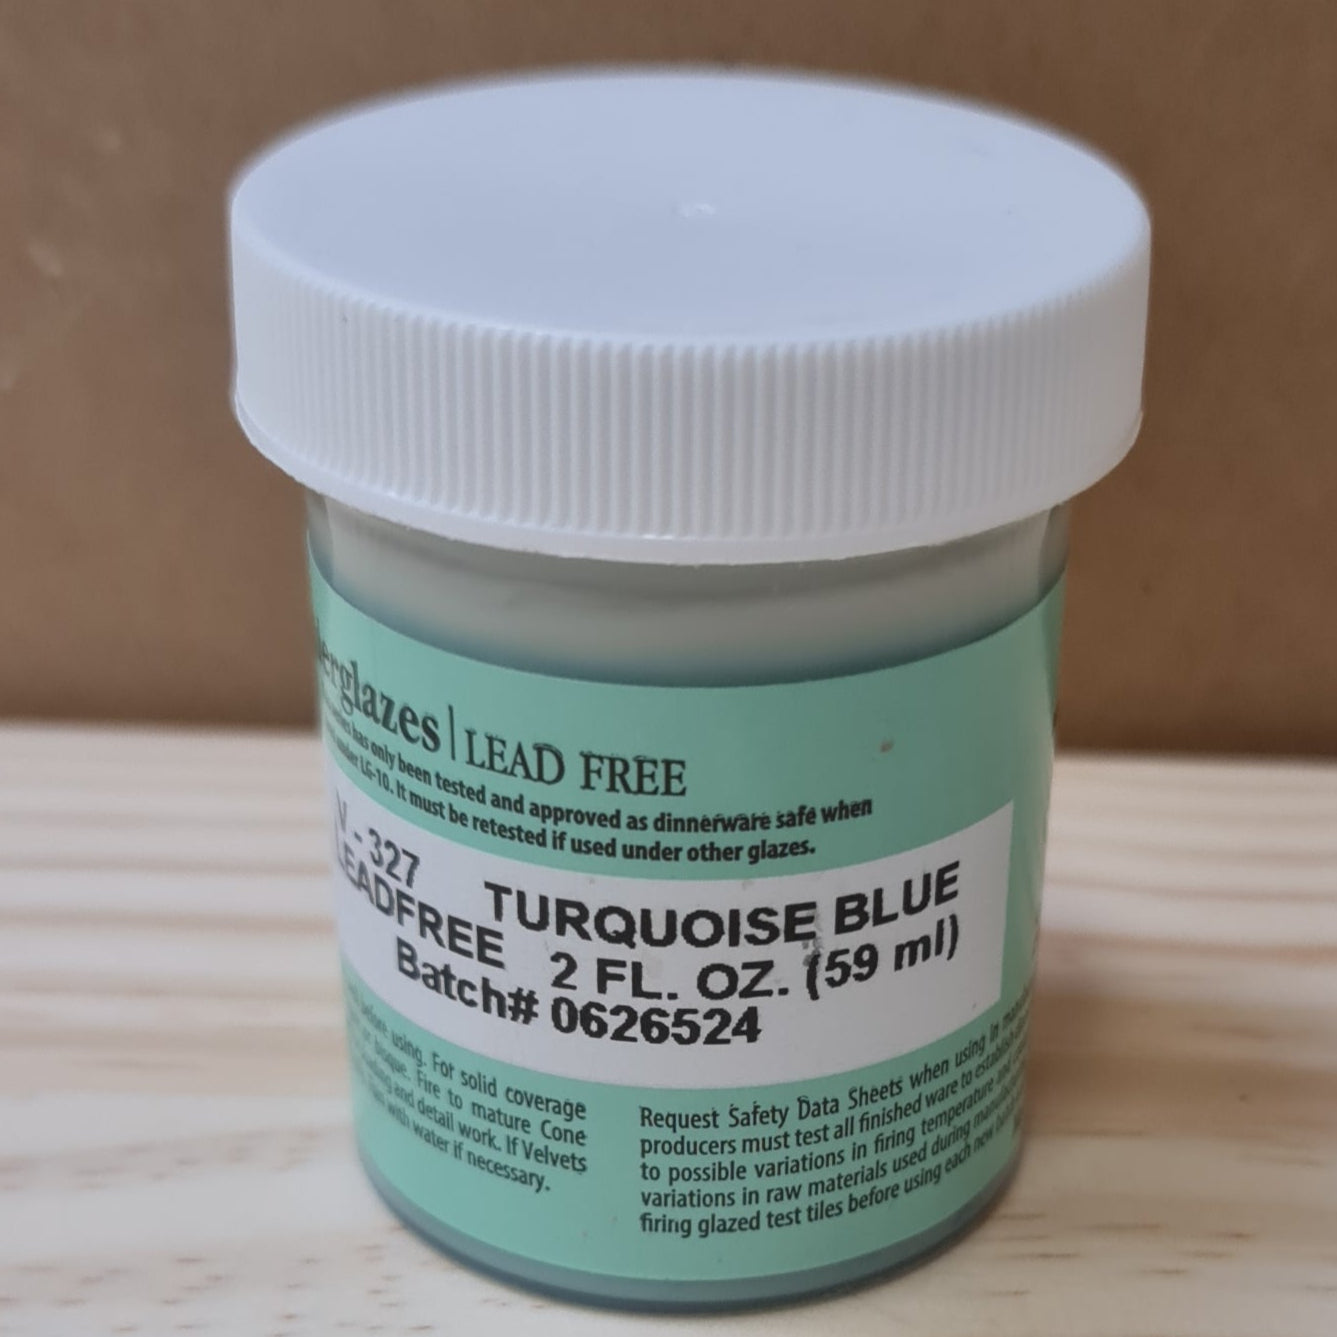 erglazes | LEAD FREE
has only been tested and approved as dinnerware safe when
under LG-10. It must be retested if used under other glazes.
V - 327 TURQUOISE BLUE
LEADFREE 2 FL. OZ. (59 ml)
Batch# 0626524
before using. For solid coverage
or bisque. Fire to mature Cone
and detail work. If Velvets
with water if necessary.
Request Safety Data Sheets when using in
producers must test all finished ware to establish
to possible variations in firing temperature and
variations in raw materials used during
firing glazed test tiles before using each new